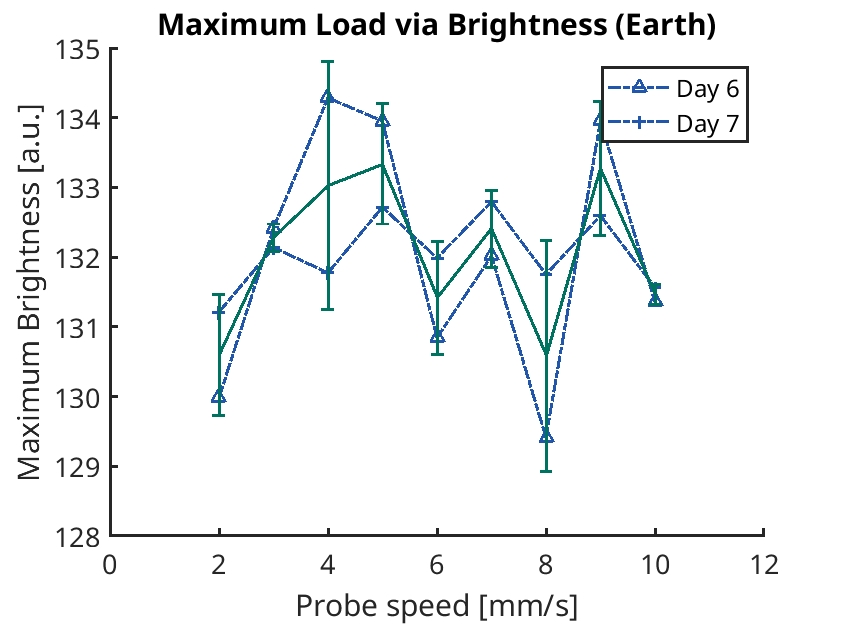 Maximum Load via Brightness (Earth)
Maximum Brightness [a.u.]
135
134
133
132
131
130
129
128
Day 6
Day 7
0 2 4 6 8 10 12
Probe speed [mm/s]